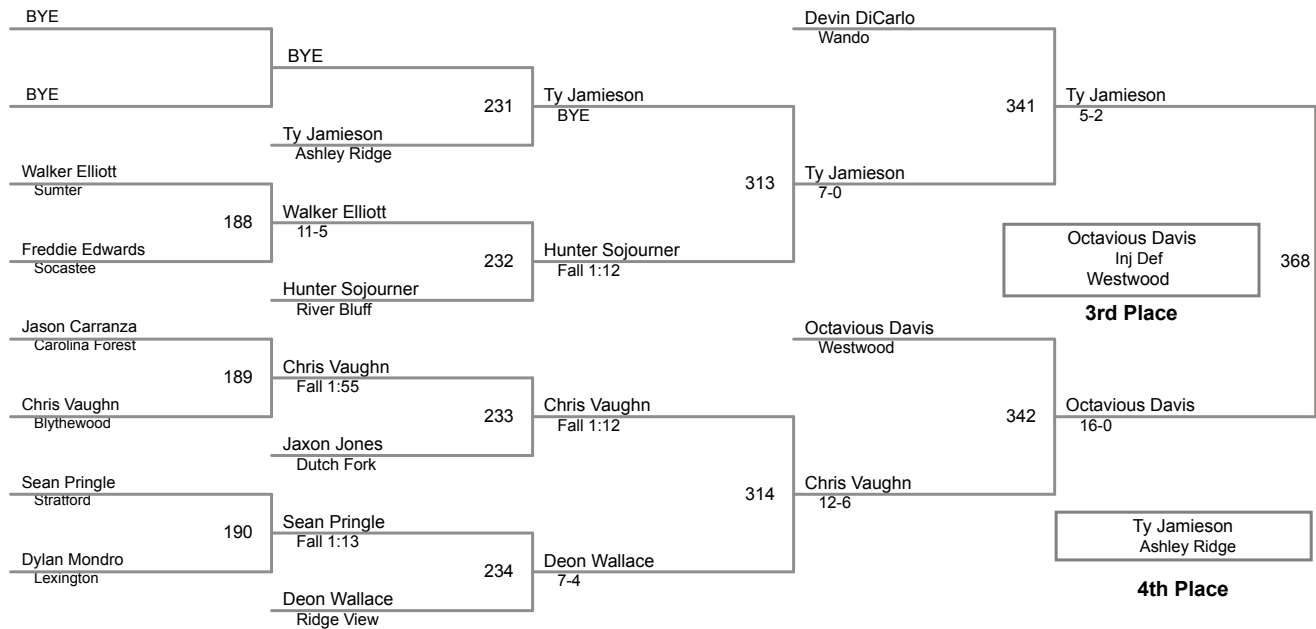 BYE
BYE
Walker Elliott
Sumter
188
Freddie Edwards
Socastee
Jason Carranza
Carolina Forest
189
Chris Vaughn
Blythewood
Sean Pringle
Stratford
190
Dylan Mondro
Lexington
BYE
231
Ty Jamieson
Ashley Ridge
Walker Elliott
11-5
232
Hunter Sojourner
River Bluff
Chris Vaughn
Fall 1:55
233
Jaxon Jones
Dutch Fork
Sean Pringle
Fall 1:13
234
Deon Wallace
Ridge View
Ty Jamieson
BYE
313
Hunter Sojourner
Fall 1:12
Chris Vaughn
Fall 1:12
314
Deon Wallace
7-4
Devin DiCarlo
Wando
341
Ty Jamieson
7-0
Octavious Davis
Westwood
342
Chris Vaughn
12-6
Ty Jamieson
5-2
Octavious Davis
Inj Def
Westwood
368
3rd Place
Octavious Davis
16-0
Ty Jamieson
Ashley Ridge
4th Place